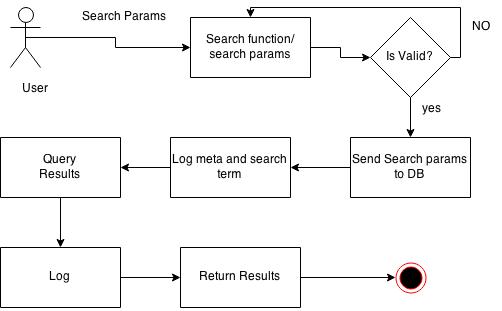 Search Params
NO
Search function/
search params
Is Valid?
User
yes
Query
Results
Log meta and search
term
Send Search params
to DB
Log
Return Results